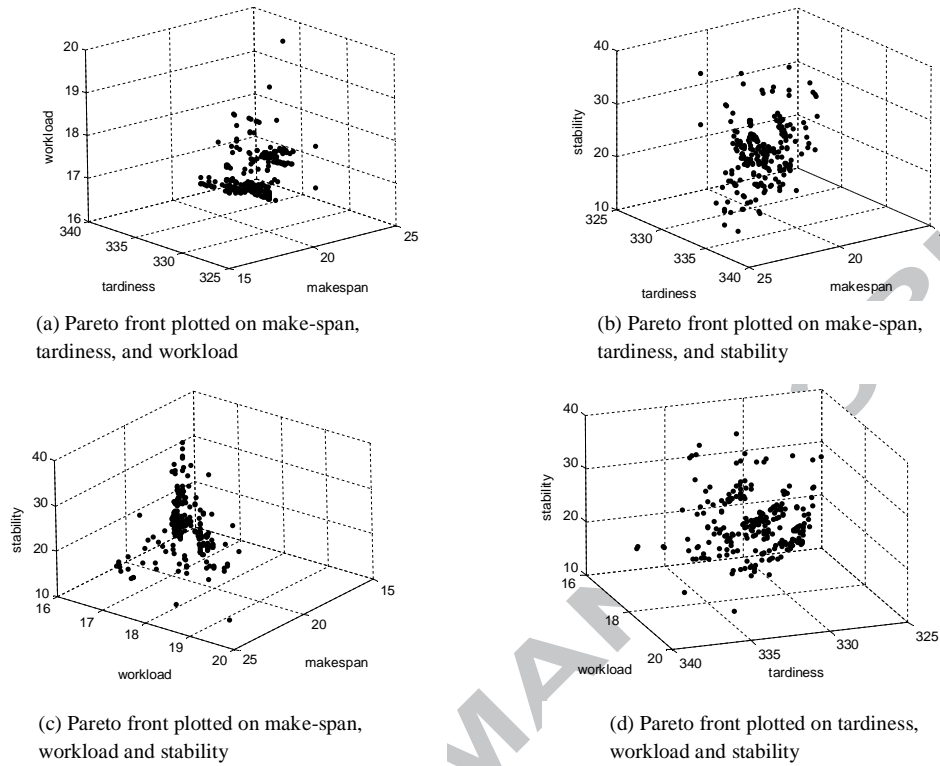 20
19
18
17
16
workload
340
335
330
325
tardiness
15
20
25
makespan
(a) Pareto front plotted on make-span,
tardiness, and workload
40
30
20
10
stability
325
330
335
340
tardiness
25
20
makespan
(b) Pareto front plotted on make-span,
tardiness, and stability
40
30
20
10
stability
16
17
18
19
20
workload
25
20
15
makespan
(c) Pareto front plotted on make-span,
workload and stability
40
30
20
10
stability
16
18
20
workload
340
335
330
325
tardiness
(d) Pareto front plotted on tardiness,
workload and stability
MAN